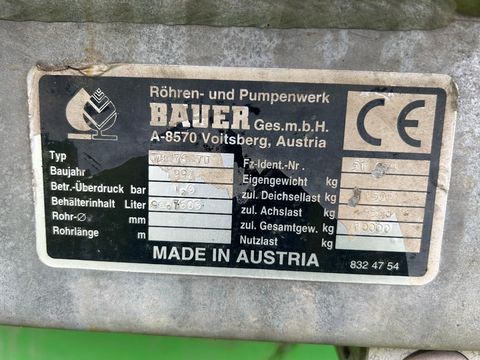 Röhren- und Pumpenwerk
BAUER Ges.m.b.H.
A-8570 Voitsberg, Austria
CE
Typ
Baujahr
Betr.-Überdruck bar
Behälterinhalt Liter
Rohr-Ø mm
Rohrlänge m
Fz-Ident.-Nr.
Eigengewicht kg
zul. Deichsellast kg
zul. Achslast kg
zul. Gesamtgew. kg 10000
Nutzlast kg
MADE IN AUSTRIA
832 47 54